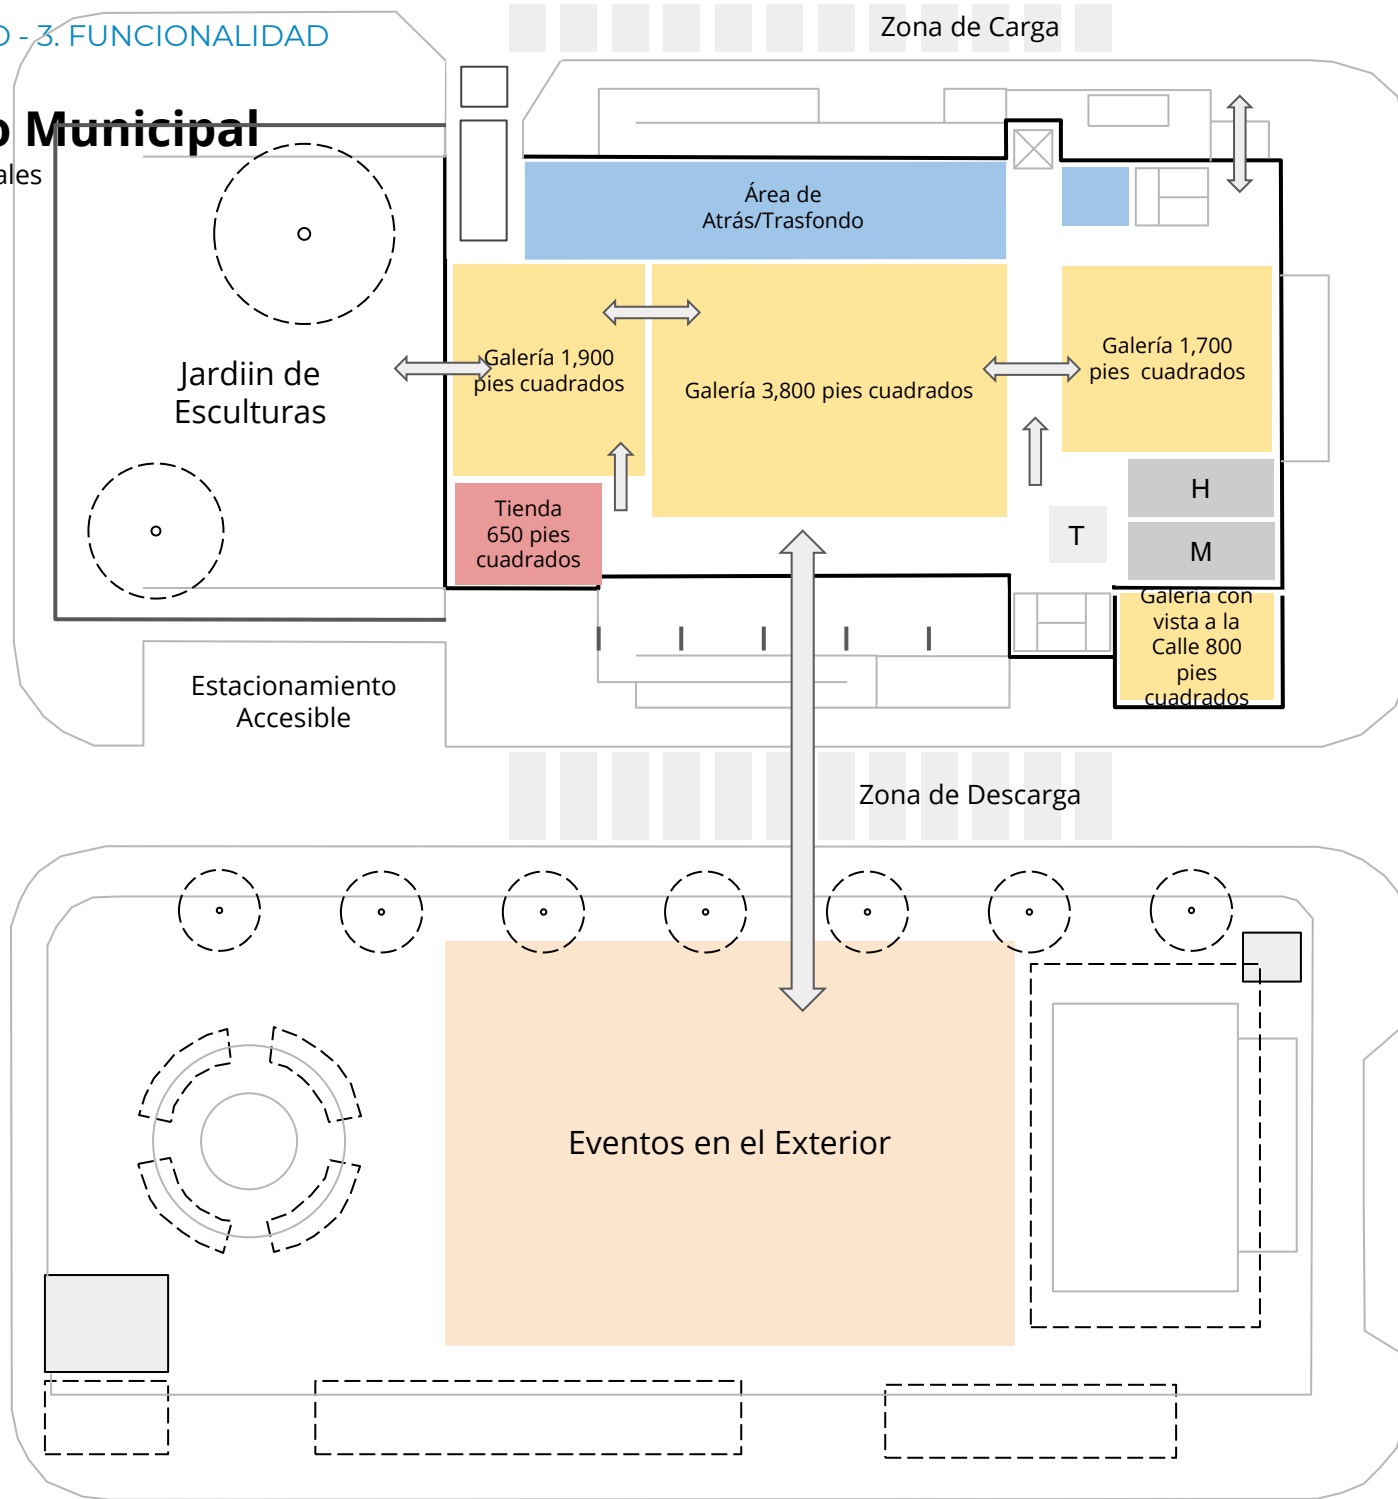 - 3. FUNCIONALIDAD
Zona de Carga
Municipal
Área de
Atrás/Trasfondo
Jardiin de
Esculturas
Galería 1,900
pies cuadrados
Galería 3,800 pies cuadrados
Galería 1,700
pies cuadrados
Tienda
650 pies
cuadrados
H
T
M
Galería con
vista a la
Calle 800
pies
cuadrados
Estacionamiento
Accesible
Zona de Descarga
Eventos en el Exterior